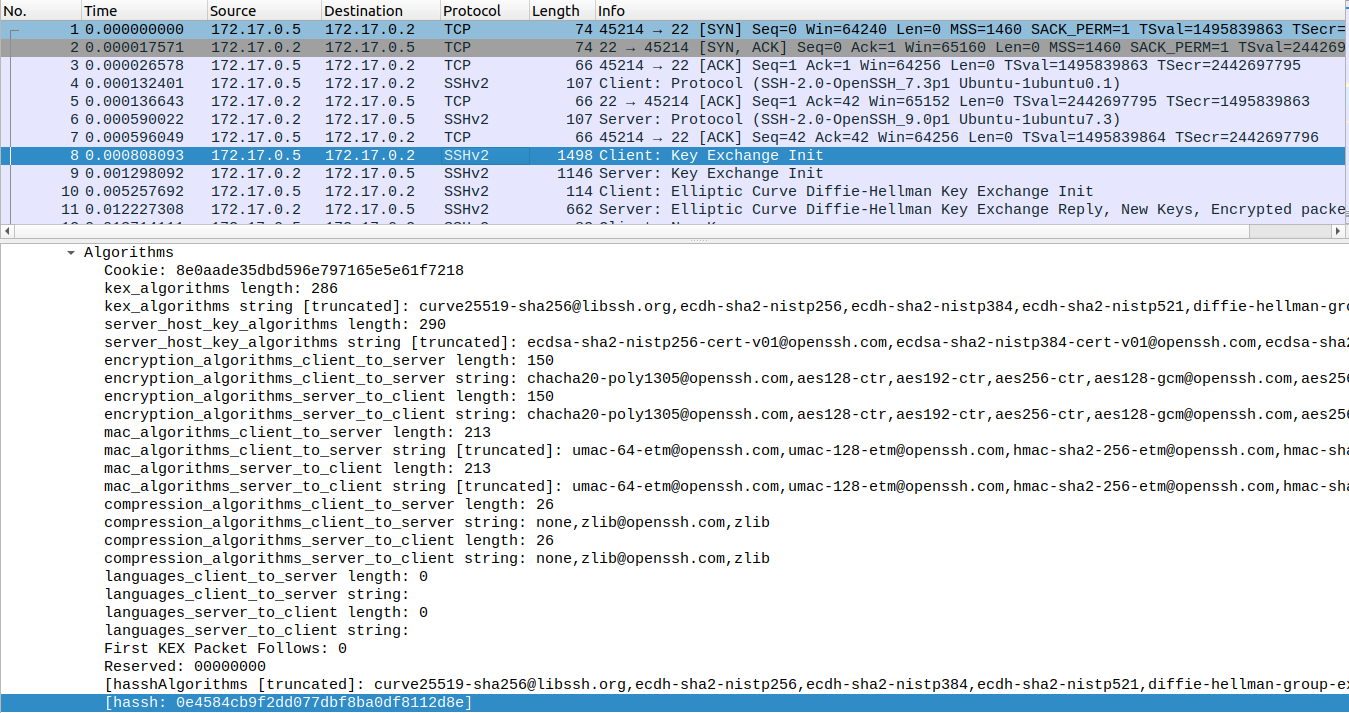 No. Time Source Destination Protocol Length Info
1 0.000000000 172.17.0.5 172.17.0.2 TCP 74 45214 → 22 [SYN] Seq=0 Win=64240 Len=0 MSS=1460 SACK_PERM=1 TSval=1495839863 TSecr=
2 0.000017571 172.17.0.2 172.17.0.5 TCP 74 22 → 45214 [SYN, ACK] Seq=0 Ack=1 Win=65160 Len=0 MSS=1460 SACK_PERM=1 TSval=244269
3 0.000026578 172.17.0.5 172.17.0.2 TCP 66 45214 → 22 [ACK] Seq=1 Ack=1 Win=64256 Len=0 TSval=1495839863 TSecr=2442697795
4 0.000132401 172.17.0.5 172.17.0.2 SSHv2 107 Client: Protocol (SSH-2.0-OpenSSH_7.3p1 Ubuntu-1ubuntu0.1)
5 0.000136643 172.17.0.2 172.17.0.5 TCP 66 22 → 45214 [ACK] Seq=1 Ack=42 Win=65152 Len=0 TSval=2442697795 TSecr=1495839863
6 0.000590022 172.17.0.2 172.17.0.5 SSHv2 107 Server: Protocol (SSH-2.0-OpenSSH_9.0p1 Ubuntu-1ubuntu7.3)
7 0.000596049 172.17.0.5 172.17.0.2 TCP 66 45214 → 22 [ACK] Seq=42 Ack=42 Win=64256 Len=0 TSval=1495839864 TSecr=2442697796
8 0.000808093 172.17.0.5 172.17.0.2 SSHv2 1498 Client: Key Exchange Init
9 0.001298092 172.17.0.2 172.17.0.5 SSHv2 1146 Server: Key Exchange Init
10 0.005257692 172.17.0.5 172.17.0.2 SSHv2 114 Client: Elliptic Curve Diffie-Hellman Key Exchange Init
11 0.012227308 172.17.0.2 172.17.0.5 SSHv2 662 Server: Elliptic Curve Diffie-Hellman Key Exchange Reply, New Keys, Encrypted packe
Algorithms
Cookie: 8e0aade35dbd596e797165e5e61f7218
kex_algorithms length: 286
kex_algorithms string [truncated]: curve25519-sha256@libssh.org,ecdh-sha2-nistp256,ecdh-sha2-nistp384,ecdh-sha2-nistp521,diffie-hellman-gro
server_host_key_algorithms length: 290
server_host_key_algorithms string [truncated]: ecdsa-sha2-nistp256-cert-v01@openssh.com,ecdsa-sha2-nistp384-cert-v01@openssh.com,ecdsa-sha2
encryption_algorithms_client_to_server length: 150
encryption_algorithms_client_to_server string: chacha20-poly1305@openssh.com,aes128-ctr,aes192-ctr,aes256-ctr,aes128-gcm@openssh.com,aes256
encryption_algorithms_server_to_client length: 150
encryption_algorithms_server_to_client string: chacha20-poly1305@openssh.com,aes128-ctr,aes192-ctr,aes256-ctr,aes128-gcm@openssh.com,aes256
mac_algorithms_client_to_server length: 213
mac_algorithms_client_to_server string [truncated]: umac-64-etm@openssh.com,umac-128-etm@openssh.com,hmac-sha2-256-etm@openssh.com,hmac-sha
mac_algorithms_server_to_client length: 213
mac_algorithms_server_to_client string [truncated]: umac-64-etm@openssh.com,umac-128-etm@openssh.com,hmac-sha2-256-etm@openssh.com,hmac-sha
compression_algorithms_client_to_server length: 26
compression_algorithms_client_to_server string: none,zlib@openssh.com,zlib
compression_algorithms_server_to_client length: 26
compression_algorithms_server_to_client string: none,zlib@openssh.com,zlib
languages_client_to_server length: 0
languages_client_to_server string:
languages_server_to_client length: 0
languages_server_to_client string:
First KEX Packet Follows: 0
Reserved: 00000000
[hasshAlgorithms [truncated]: curve25519-sha256@libssh.org,ecdh-sha2-nistp256,ecdh-sha2-nistp384,ecdh-sha2-nistp521,diffie-hellman-group-ex
[hassh: 0e4584cb9f2dd077dbf8ba0df8112d8e]